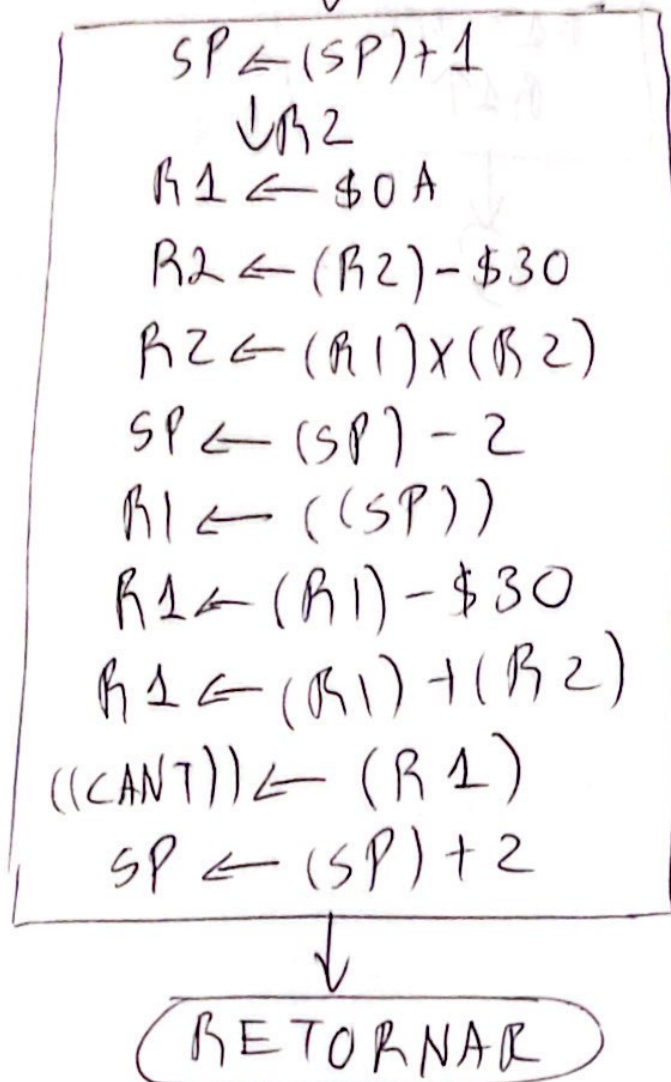 SP ← (SP)+1
↓R2
R1 ← $0A
R2 ← (R2)-$30
R2 ← (R1)x(R2)
SP ← (SP) - 2
R1 ← ((SP))
R1 ← (R1) - $30
R1 ← (R1) + (R2)
((CANT)) ← (R1)
SP ← (SP) + 2
RETORNAR